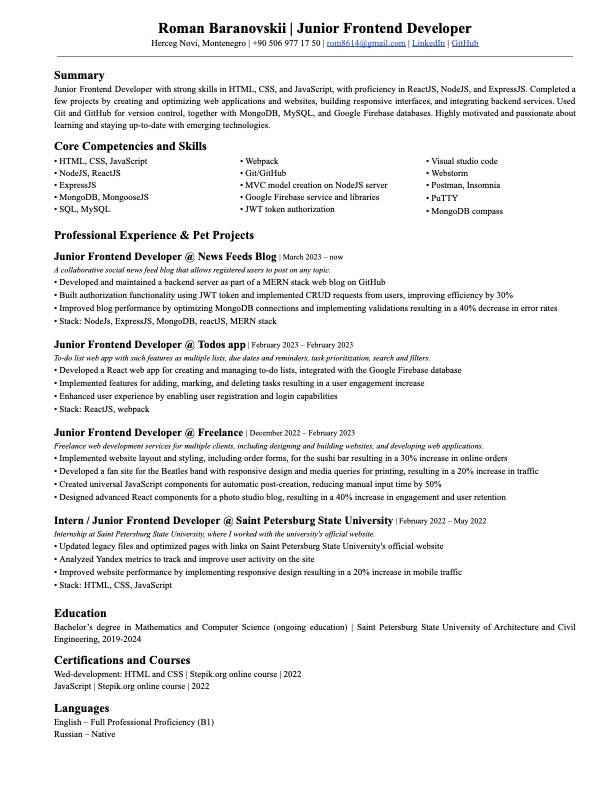 Roman Baranovskii | Junior Frontend Developer
Herceg Novi, Montenegro | +90 506 977 17 50 | rom8614@gmail.com | LinkedIn | GitHub
Summary
Junior Frontend Developer with strong skills in HTML, CSS, and JavaScript, with proficiency in ReactJS, NodeJS, and ExpressJS. Completed a
few projects by creating and optimizing web applications and websites, building responsive interfaces, and integrating backend services. Used
Git and GitHub for version control, together with MongoDB, MySQL, and Google Firebase databases. Highly motivated and passionate about
learning and staying up-to-date with emerging technologies.
Core Competencies and Skills
• HTML, CSS, JavaScript
• NodeJS, ReactJS
• ExpressJS
• MongoDB, MongooseJS
• SQL, MySQL
• Webpack
• Git/GitHub
• MVC model creation on NodeJS server
• Google Firebase service and libraries
• JWT token authorization
• Visual studio code
• Webstorm
• Postman, Insomnia
• PuTTY
• MongoDB compass
Professional Experience & Pet Projects
Junior Frontend Developer @ News Feeds Blog | March 2023 – now
A collaborative social news feed blog that allows registered users to post on any topic.
• Developed and maintained a backend server as part of a MERN stack web blog on GitHub
• Built authorization functionality using JWT token and implemented CRUD requests from users, improving efficiency by 30%
• Improved blog performance by optimizing MongoDB connections and implementing validations resulting in a 40% decrease in error rates
• Stack: NodeJs, ExpressJS, MongoDB, reactJS, MERN stack
Junior Frontend Developer @ Todos app | February 2023 – February 2023
To-do list web app with such features as multiple lists, due dates and reminders, task prioritization, search and filters.
• Developed a React web app for creating and managing to-do lists, integrated with the Google Firebase database
• Implemented features for adding, marking, and deleting tasks resulting in a user engagement increase
• Enhanced user experience by enabling user registration and login capabilities
• Stack: ReactJS, webpack
Junior Frontend Developer @ Freelance | December 2022 – February 2023
Freelance web development services for multiple clients, including designing and building websites, and developing web applications.
• Implemented website layout and styling, including order forms, for the sushi bar resulting in a 30% increase in online orders
• Developed a fan site for the Beatles band with responsive design and media queries for printing, resulting in a 20% increase in traffic
• Created universal JavaScript components for automatic post-creation, reducing manual input time by 50%
• Designed advanced React components for a photo studio blog, resulting in a 40% increase in engagement and user retention
Intern / Junior Frontend Developer @ Saint Petersburg State University | February 2022 – May 2022
Internship at Saint Petersburg State University, where I worked with the university's official website.
• Updated legacy files and optimized pages with links on Saint Petersburg State University's official website
• Analyzed Yandex metrics to track and improve user activity on the site
• Improved website performance by implementing responsive design resulting in a 20% increase in mobile traffic
• Stack: HTML, CSS, JavaScript
Education
Bachelor's degree in Mathematics and Computer Science (ongoing education) | Saint Petersburg State University of Architecture and Civil
Engineering, 2019-2024
Certifications and Courses
Wed-development: HTML and CSS | Stepik.org online course | 2022
JavaScript | Stepik.org online course | 2022
Languages
English – Full Professional Proficiency (B1)
Russian – Native